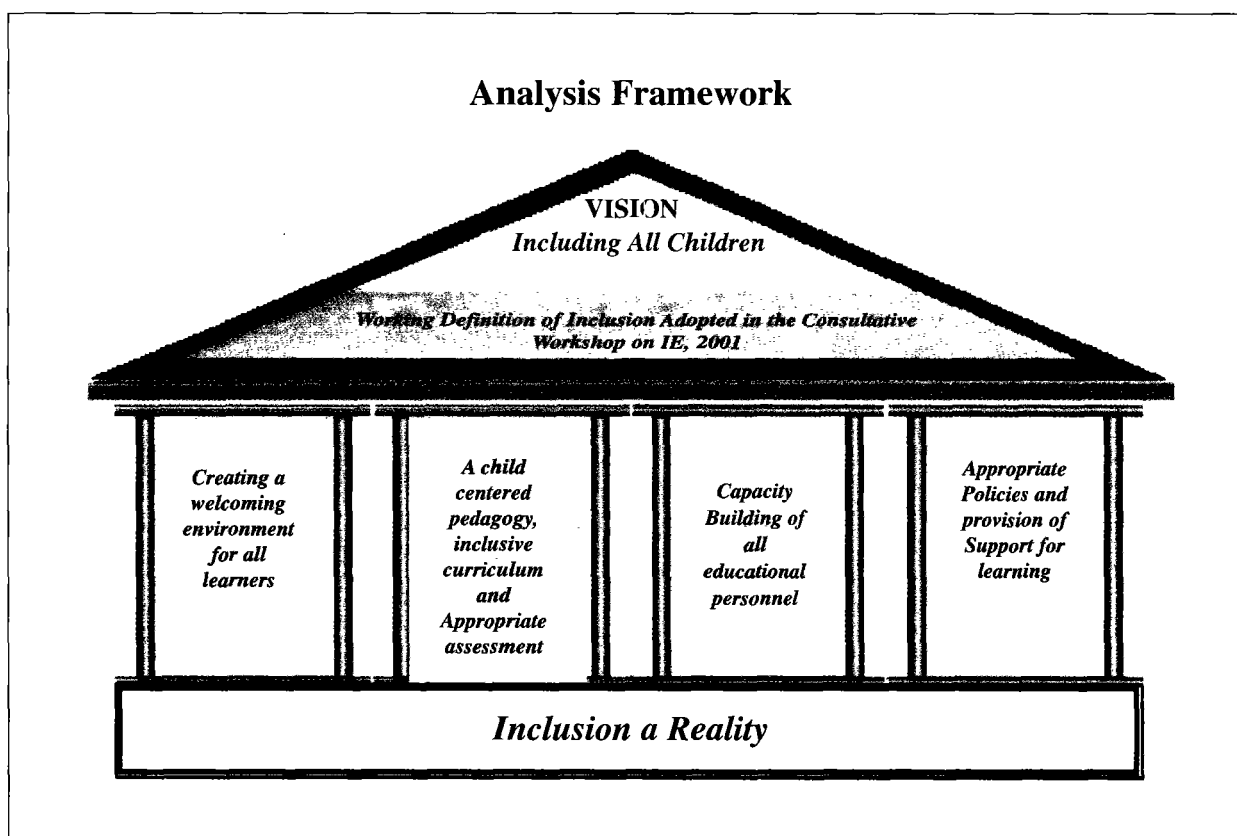 Analysis Framework
VISION
Including All Children
Working Definition of Inclusion Adopted in the Consultative
Workshop on IE, 2001
Creating a
welcoming
environment
for all
learners
A child
centered
pedagogy,
inclusive
curriculum
and
Appropriate
assessment
Capacity
Building of
all
educational
personnel
Appropriate
Policies and
provision of
Support for
learning
Inclusion a Reality